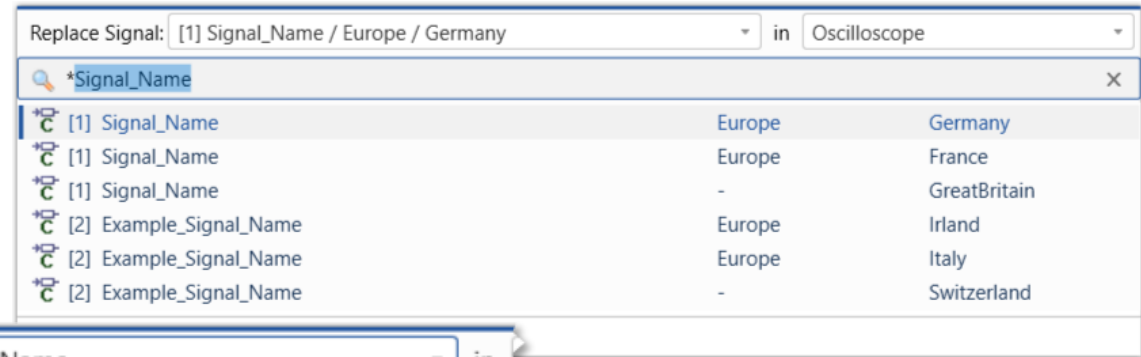 Replace Signal: [1] Signal_Name / Europe / Germany in Oscilloscope
*Signal_Name
[1] Signal_Name Europe Germany
[1] Signal_Name Europe France
[1] Signal_Name - GreatBritain
[2] Example_Signal_Name Europe Irland
[2] Example_Signal_Name Europe Italy
[2] Example_Signal_Name - Switzerland
in